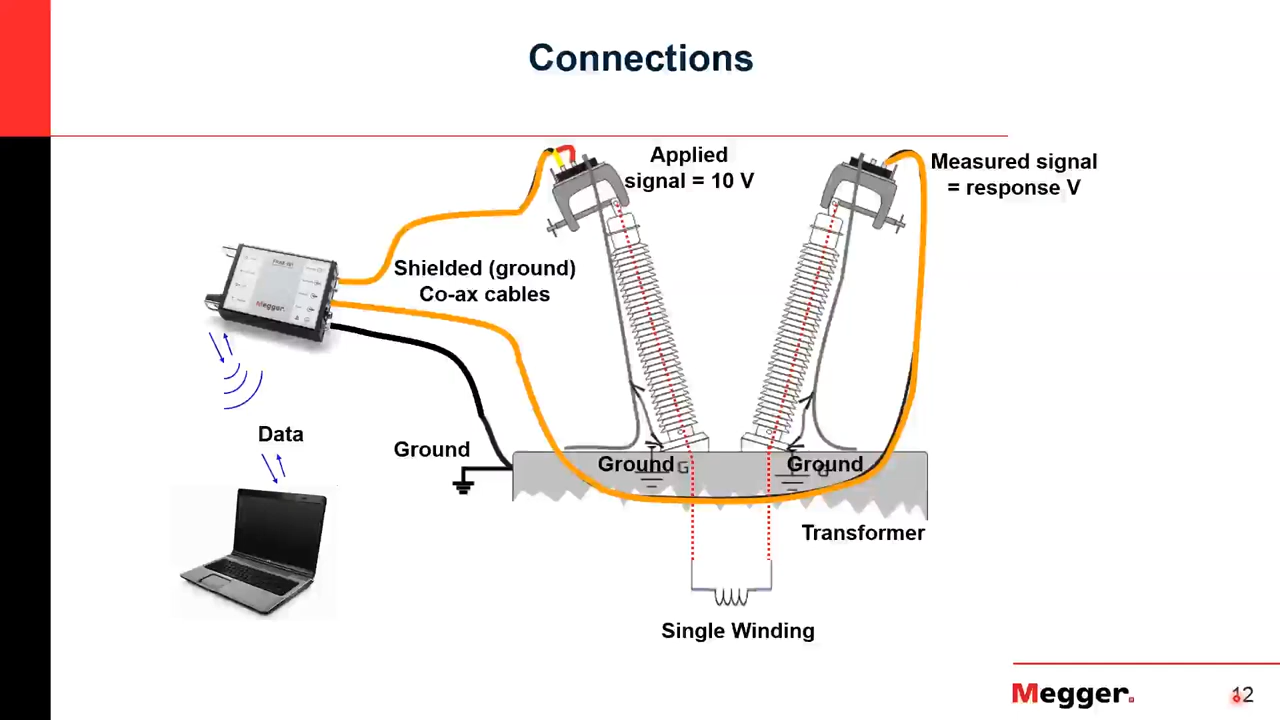 Connections
Applied
signal = 10 V
Measured signal
= response V
Shielded (ground)
Co-ax cables
Megger.
Data
Ground
Ground
G
Ground
G
Transformer
Single Winding
Megger.
12